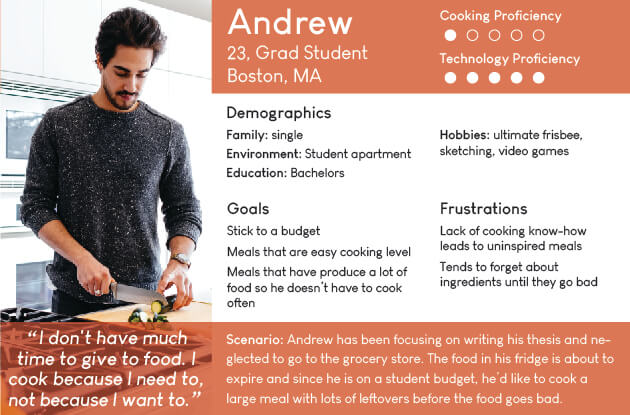 Andrew
23, Grad Student
Boston, MA
Cooking Proficiency
Technology Proficiency
Demographics
Family: single
Environment: Student apartment
Education: Bachelors
Hobbies: ultimate frisbee,
sketching, video games
Goals
Stick to a budget
Meals that are easy cooking level
Meals that have produce a lot of
food so he doesn't have to cook
often
Frustrations
Lack of cooking know-how
leads to uninspired meals
Tends to forget about
ingredients until they go bad
“I don't have much
time to give to food. I
cook because I need to,
not because I want to.”
Scenario: Andrew has been focusing on writing his thesis and ne-
glected to go to the grocery store. The food in his fridge is about to
expire and since he is on a student budget, he'd like to cook a
large meal with lots of leftovers before the food goes bad.